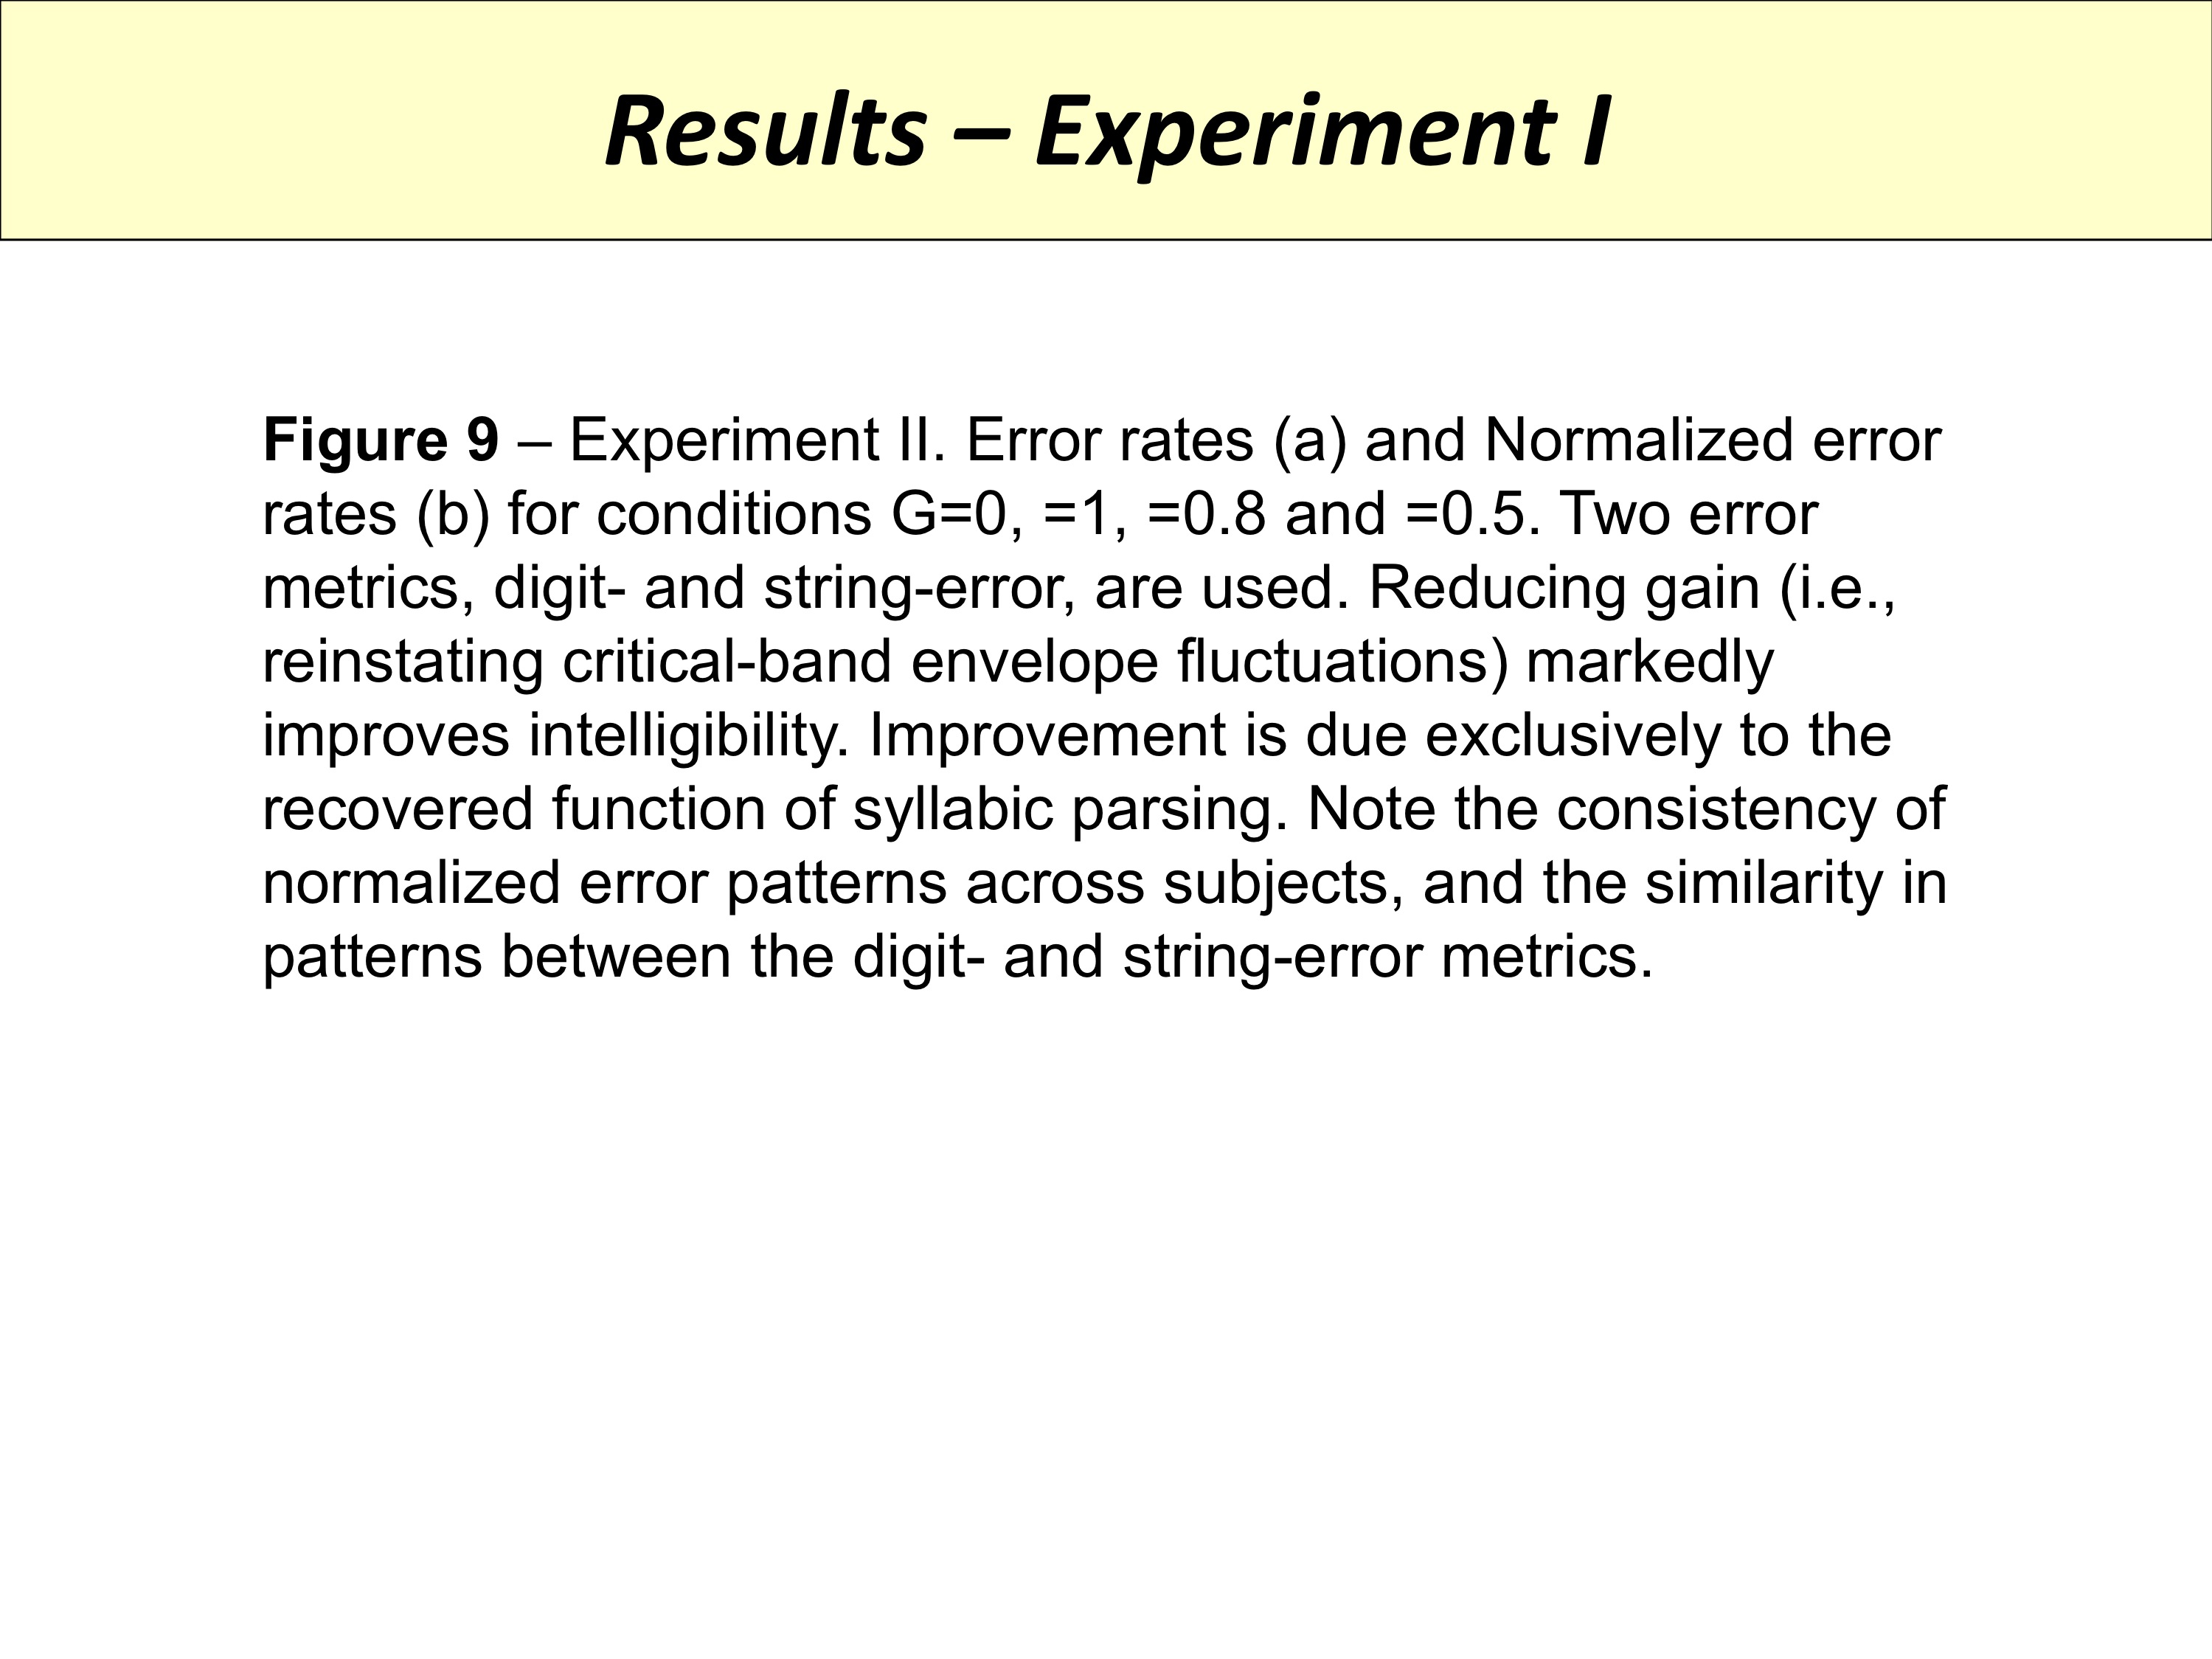 Results – Experiment I
Figure 9 – Experiment II. Error rates (a) and Normalized error
rates (b) for conditions G=0, =1, =0.8 and =0.5. Two error
metrics, digit- and string-error, are used. Reducing gain (i.e.,
reinstating critical-band envelope fluctuations) markedly
improves intelligibility. Improvement is due exclusively to the
recovered function of syllabic parsing. Note the consistency of
normalized error patterns across subjects, and the similarity in
patterns between the digit- and string-error metrics.